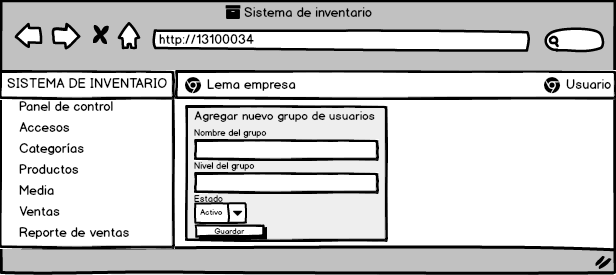 Sistema de inventario
http://13100034
SISTEMA DE INVENTARIO
Lema empresa
Usuario
Panel de control
Accesos
Categorías
Productos
Media
Ventas
Reporte de ventas
Agregar nuevo grupo de usuarios
Nombre del grupo
Nivel del grupo
Estado
Activo
Guardar